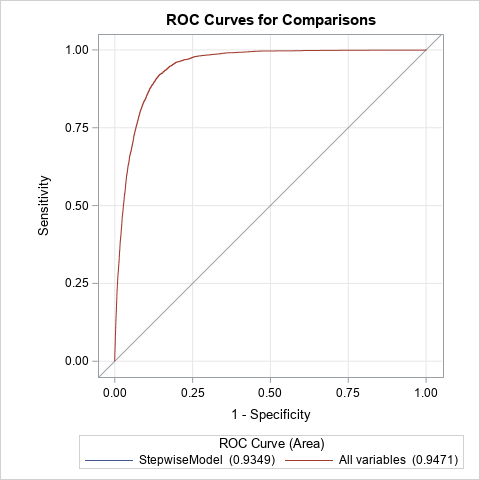 ROC Curves for Comparisons
1.00
0.75
0.50
0.25
0.00
Sensitivity
0.00 0.25 0.50 0.75 1.00
1 - Specificity
ROC Curve (Area)
StepwiseModel (0.9349) All variables (0.9471)